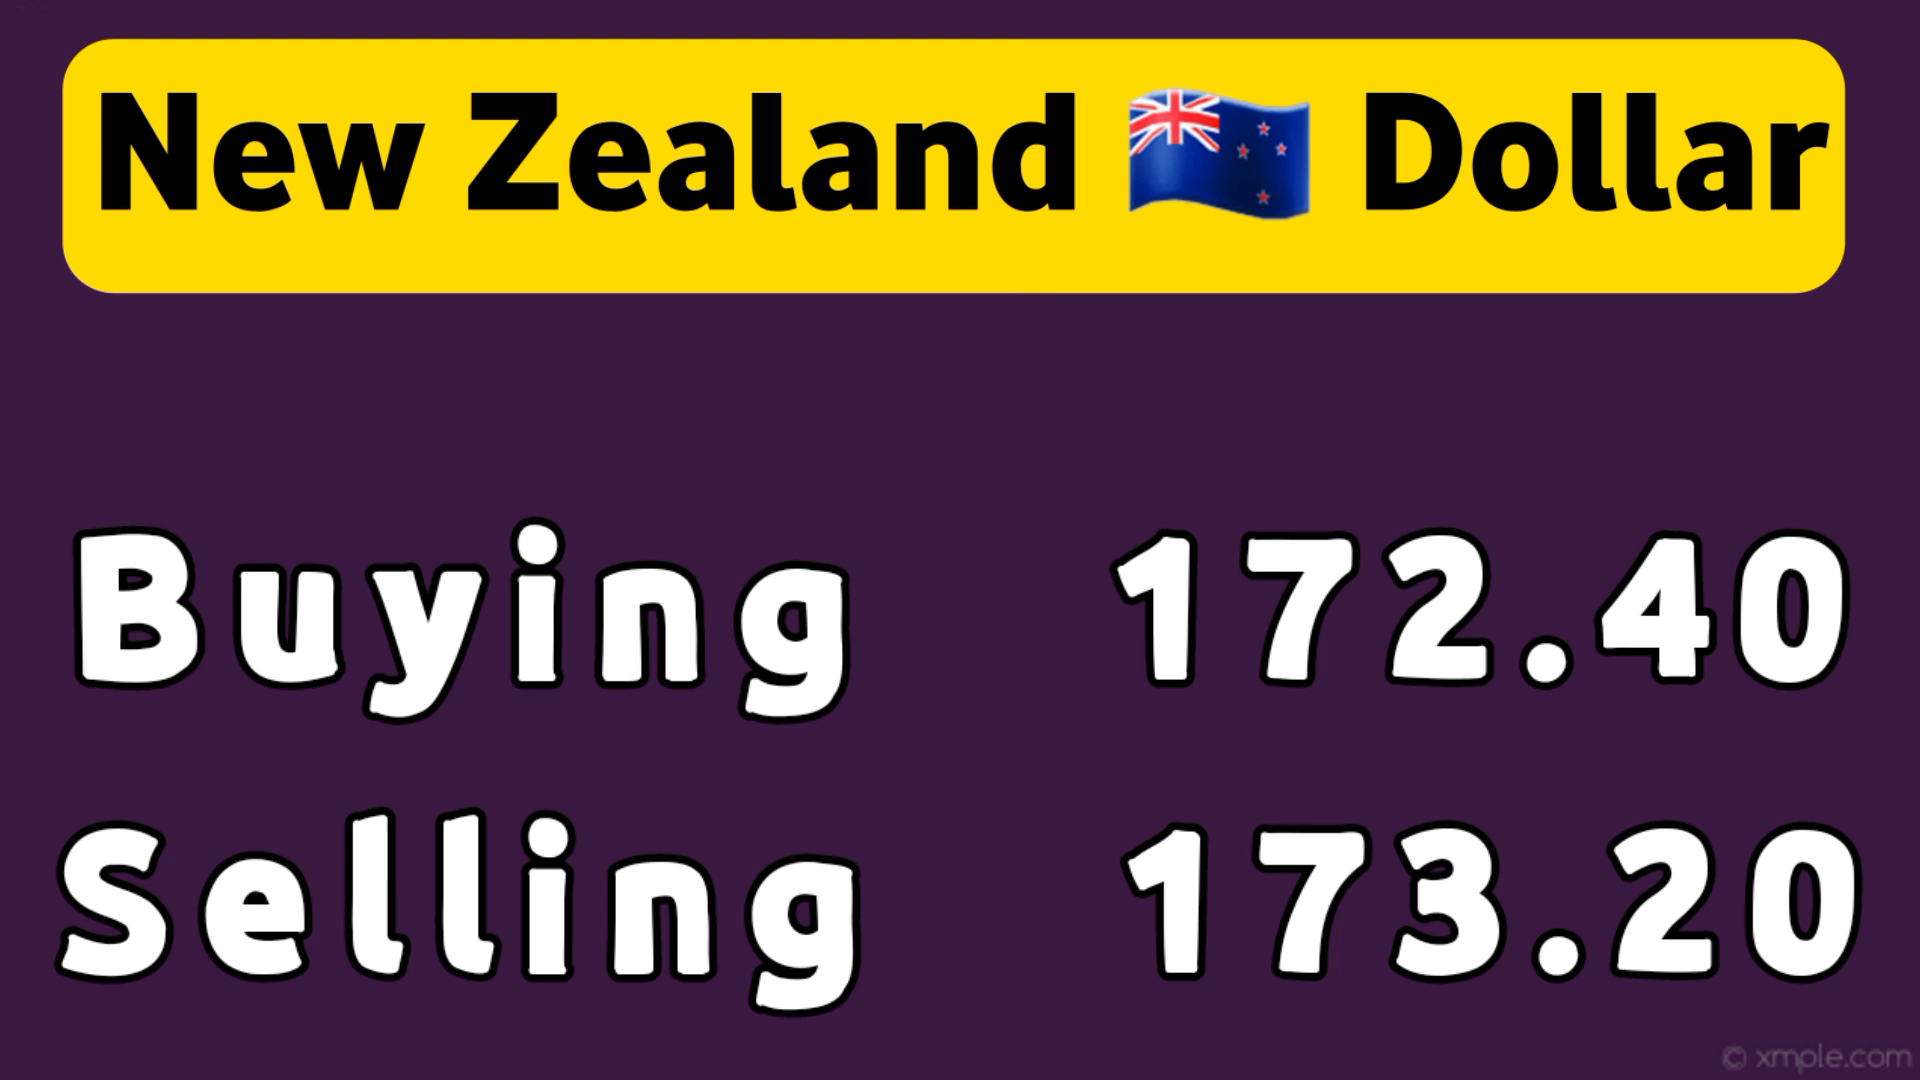 New Zealand 🇳🇿 Dollar
Buying 172.40
Selling 173.20
© xmple.com